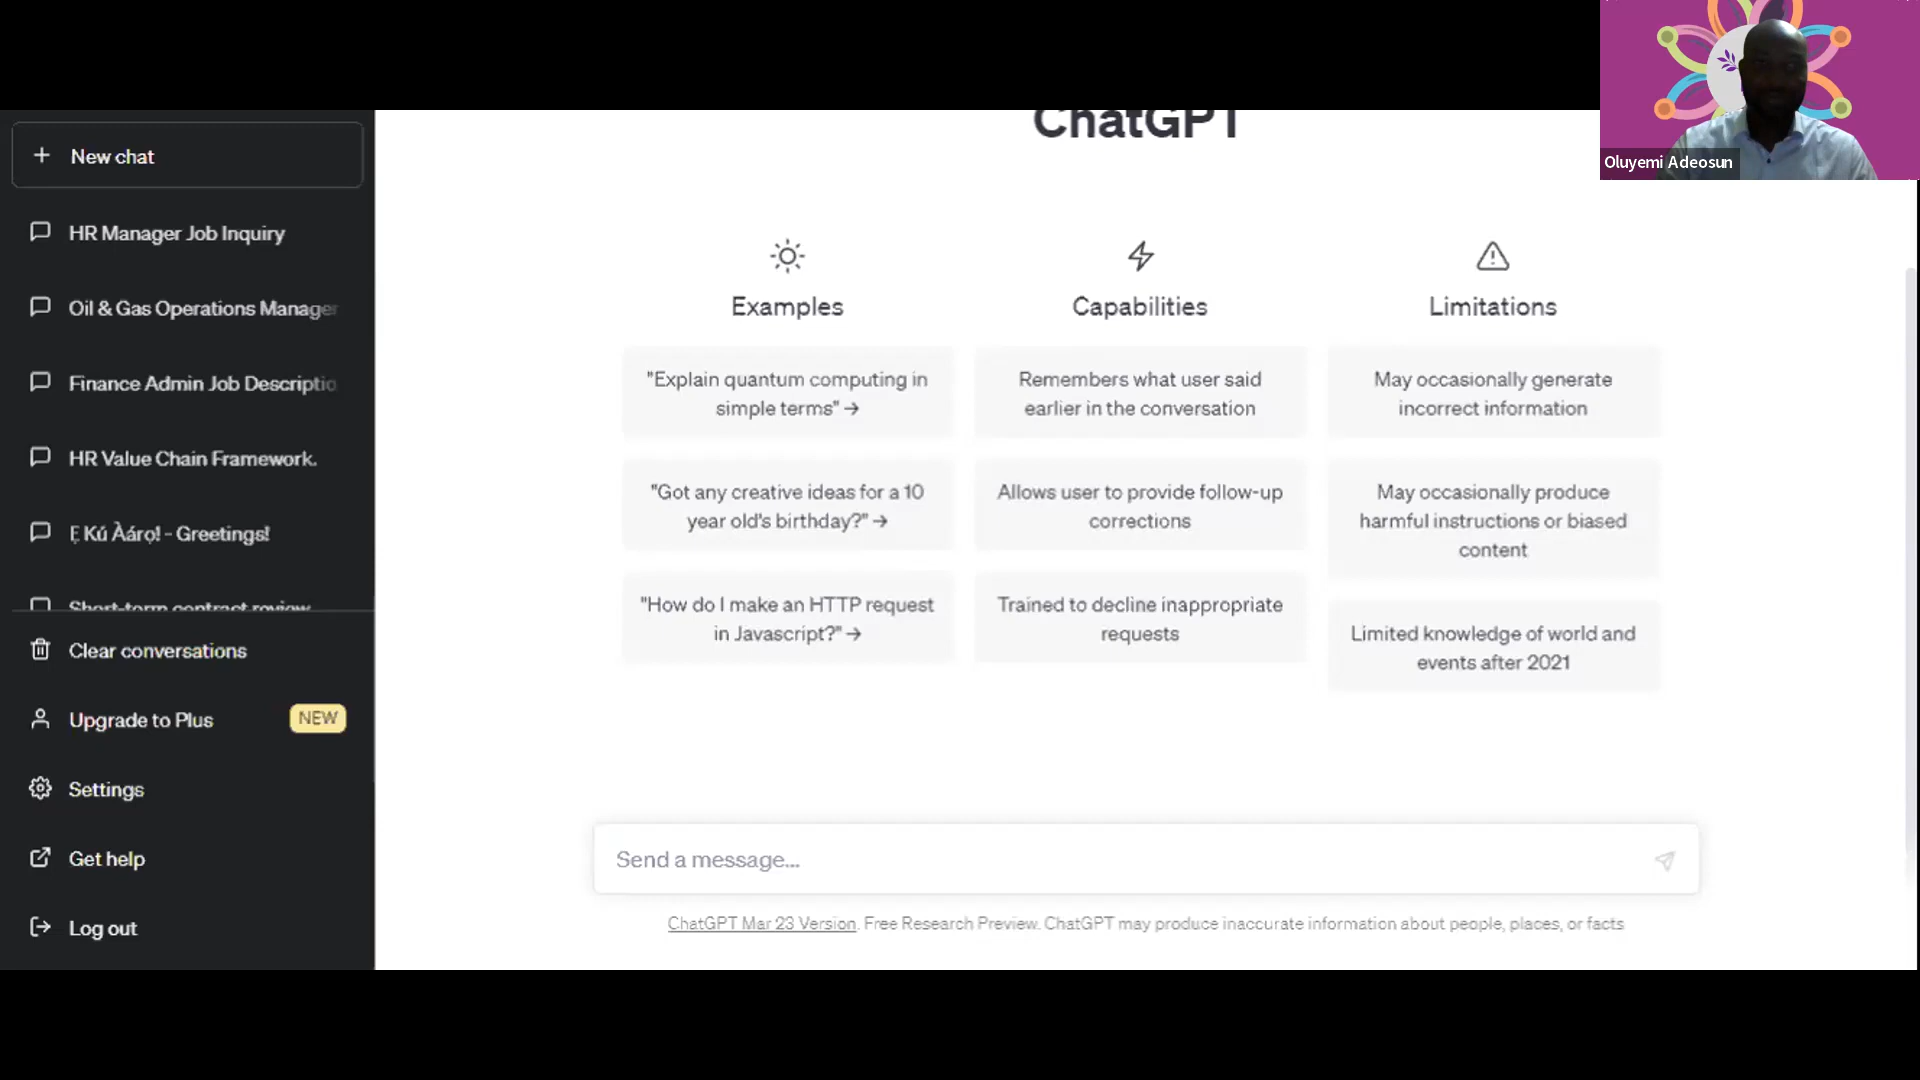 ChatGPT
Oluyemi Adeosun
New chat
HR Manager Job Inquiry
Oil & Gas Operations Manager
Finance Admin Job Descriptio
HR Value Chain Framework.
Ẹ Kú Àárọ! - Greetings!
Short-term contract review
Clear conversations
Upgrade to Plus
NEW
Settings
Get help
Log out
Examples
"Explain quantum computing in
simple terms" →
"Got any creative ideas for a 10
year old's birthday?" →
"How do I make an HTTP request
in Javascript?" →
Capabilities
Remembers what user said
earlier in the conversation
Allows user to provide follow-up
corrections
Trained to decline inappropriate
requests
Limitations
May occasionally generate
incorrect information
May occasionally produce
harmful instructions or biased
content
Limited knowledge of world and
events after 2021
Send a message...
ChatGPT Mar 23 Version. Free Research Preview. ChatGPT may produce inaccurate information about people, places, or facts